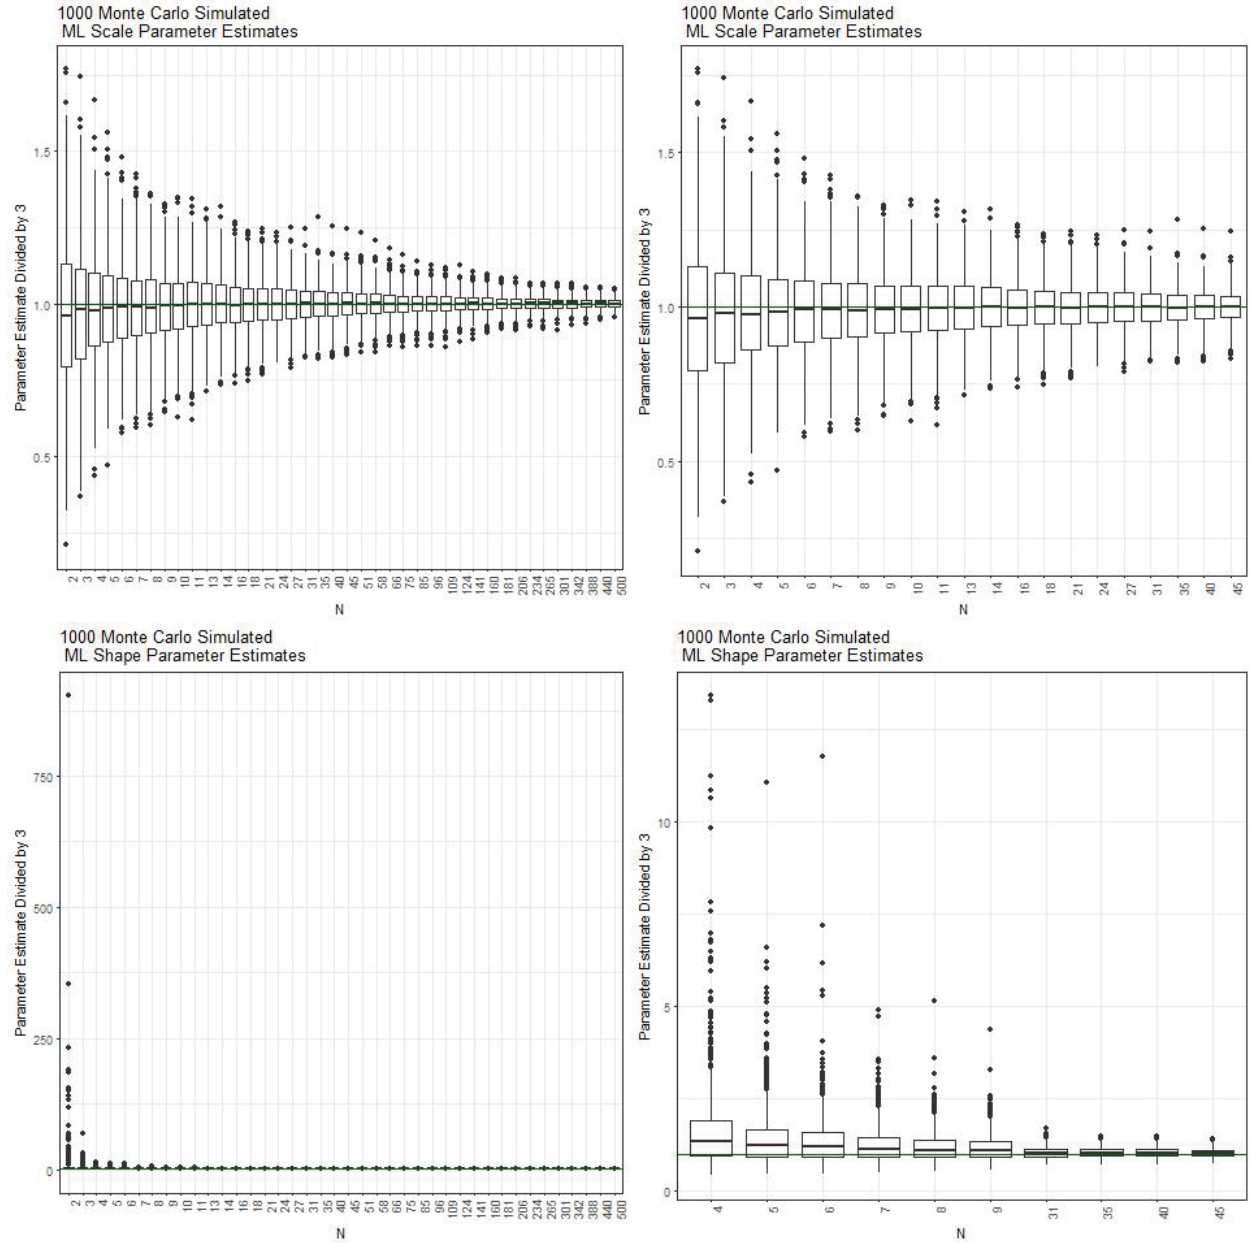 1000 Monte Carlo Simulated
ML Scale Parameter Estimates
Parameter Estimate Divided by 3
1.5
1.0
0.5
2 3 4 5 6 7 8 9 10 11 13 14 16 18 21 24 27 31 35 40 45 51 58 66 75 85 96 109 124 141 160 181 206 234 265 301 342 388 440 500
N
1000 Monte Carlo Simulated
ML Scale Parameter Estimates
Parameter Estimate Divided by 3
1.5
1.0
0.5
2 3 4 5 6 7 8 9 10 11 13 14 16 18 21 24 27 31 35 40 45
N
1000 Monte Carlo Simulated
ML Shape Parameter Estimates
Parameter Estimate Divided by 3
750
500
250
0
2 3 4 5 6 7 8 9 10 11 13 14 16 18 21 24 27 31 35 40 45 51 58 66 75 85 96 109 124 141 160 181 206 234 265 301 342 388 440 500
N
1000 Monte Carlo Simulated
ML Shape Parameter Estimates
Parameter Estimate Divided by 3
10
5
0
4 5 6 7 8 9 31 35 40 45
N